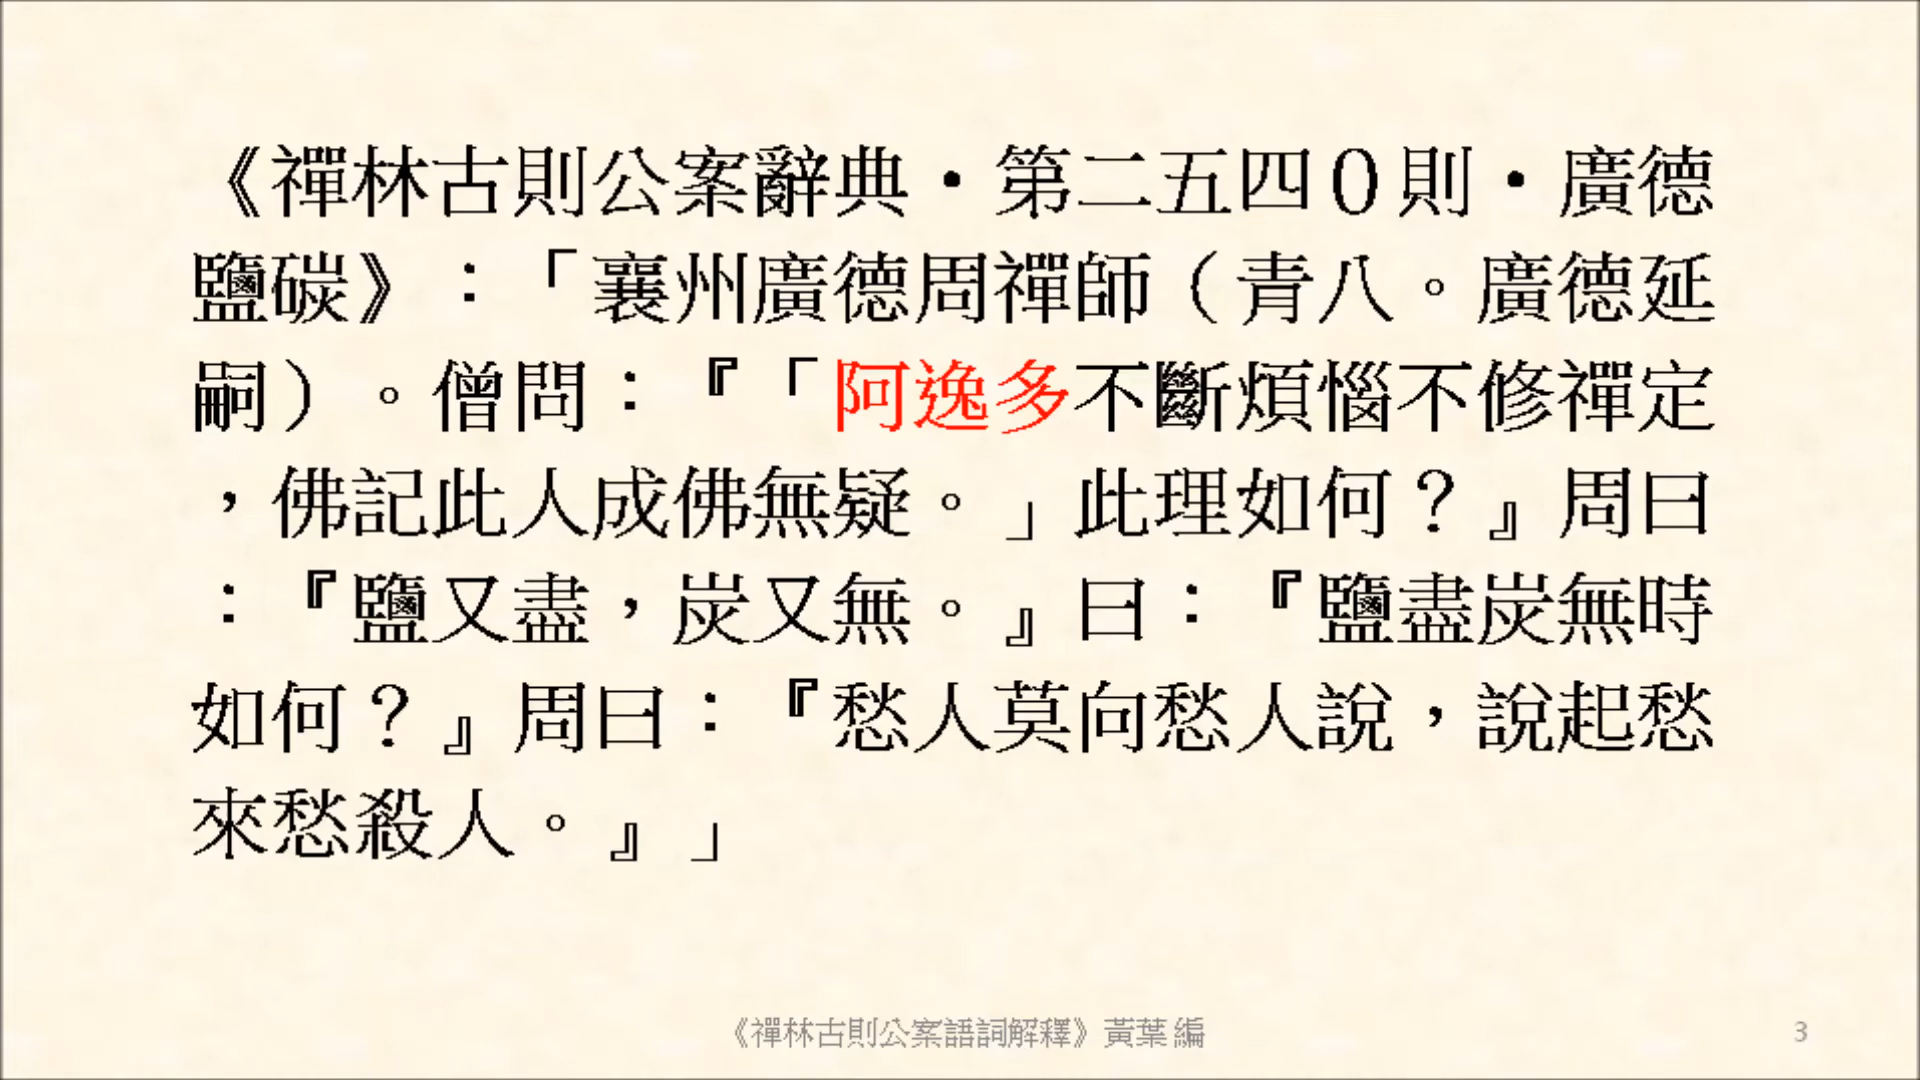 《禪林古則公案辭典・第二五四０則・廣德
鹽碳》：「襄州廣德周禪師（青八。廣德延
嗣）。僧問：『「阿逸多不斷煩惱不修禪定
，佛記此人成佛無疑。」此理如何？』周曰
：『鹽又盡，炭又無。』曰：『鹽盡炭無時
如何？』周曰：『愁人莫向愁人說，說起愁
來愁殺人。』」
《禪林古則公案語詞解釋》黃葉編
3